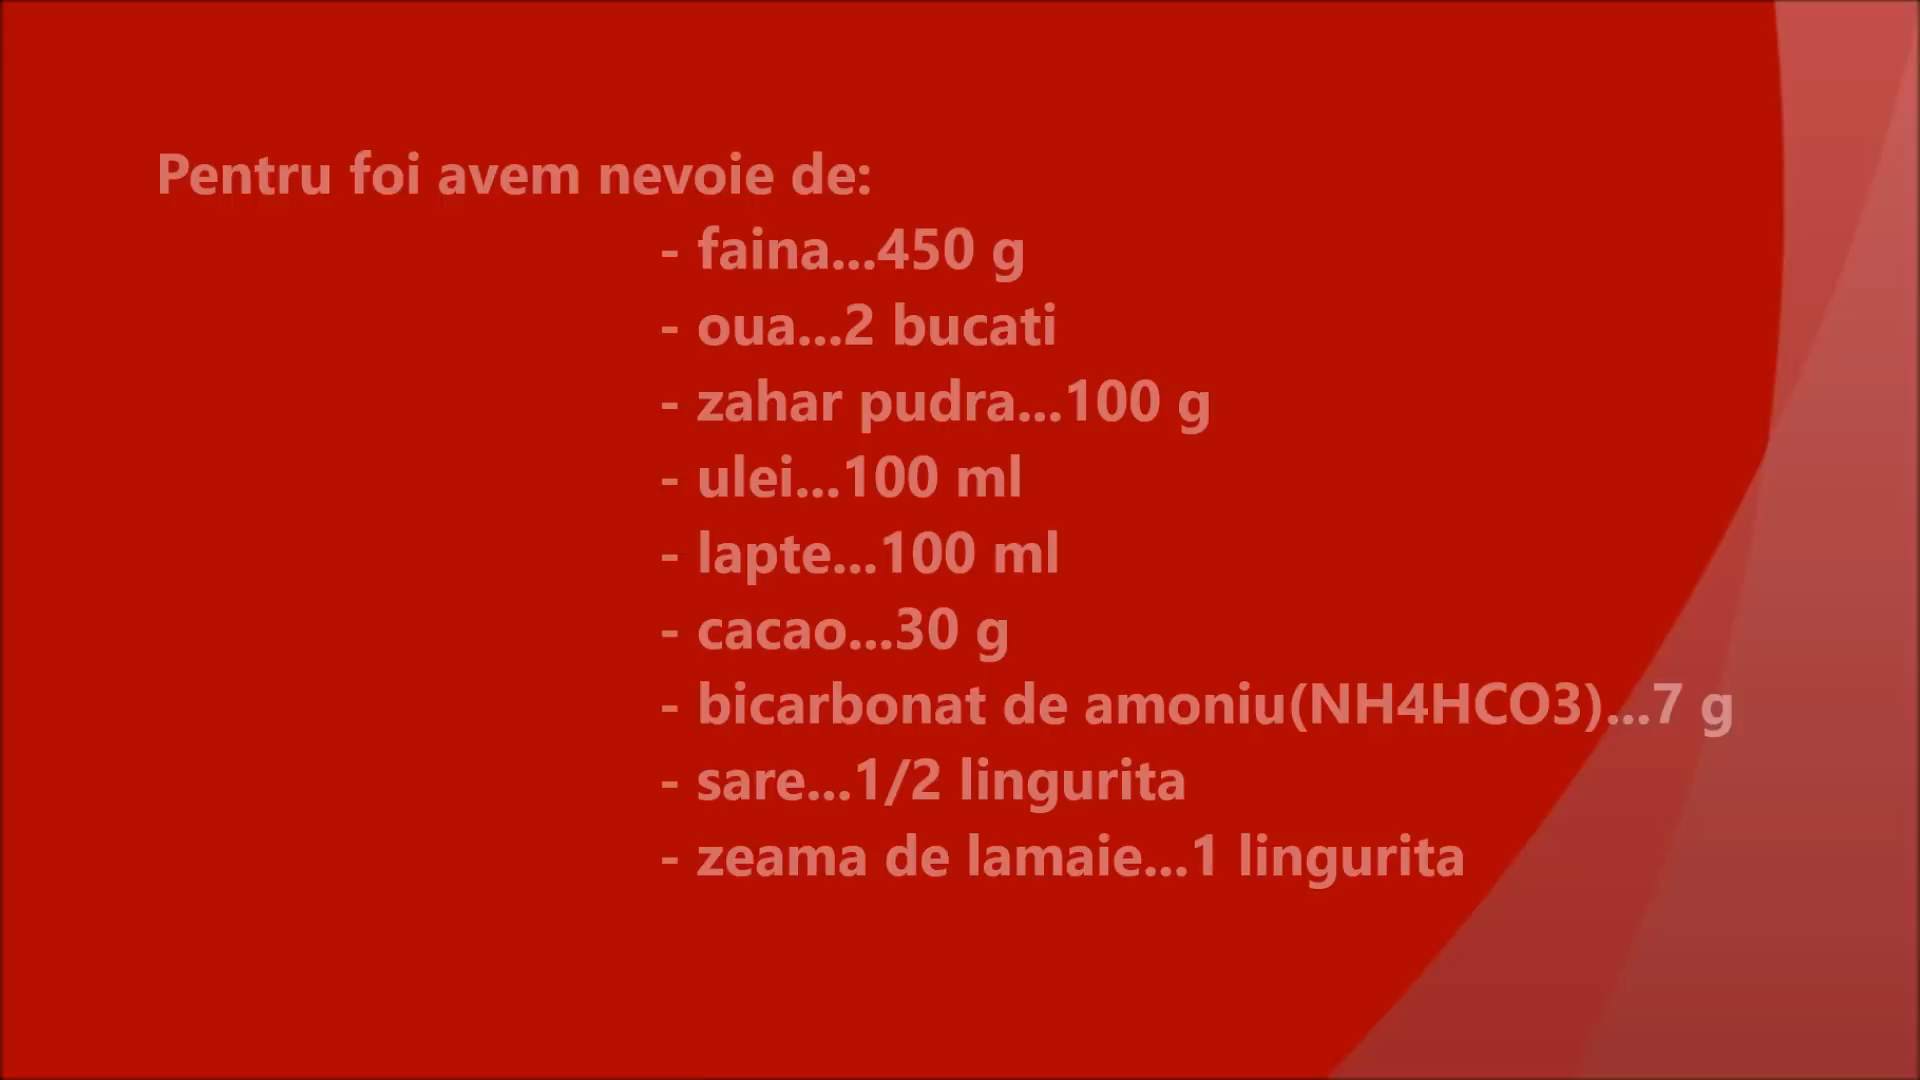 Pentru foi avem nevoie de:
- faina...450 g
- oua...2 bucati
- zahar pudra...100 g
- ulei...100 ml
- lapte...100 ml
- cacao...30 g
- bicarbonat de amoniu(NH4HCO3)...7 g
- sare...1/2 lingurita
- zeama de lamaie...1 lingurita